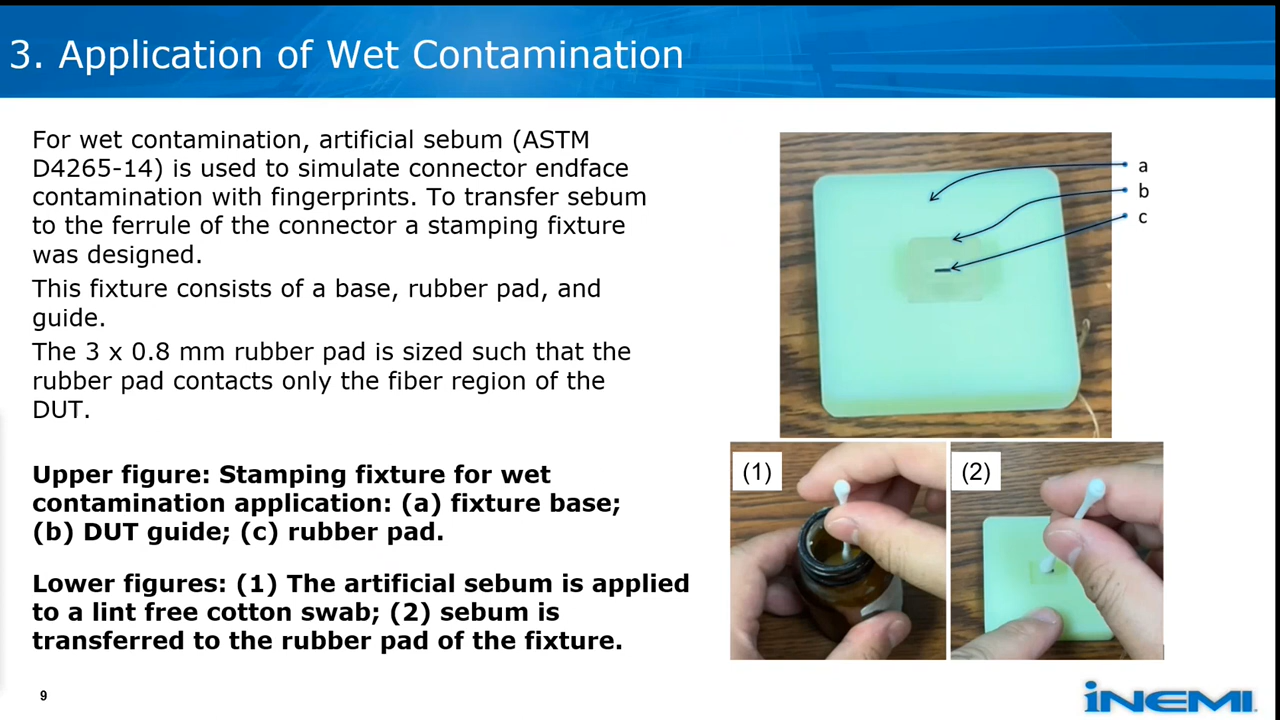 3. Application of Wet Contamination
For wet contamination, artificial sebum (ASTM
D4265-14) is used to simulate connector endface
contamination with fingerprints. To transfer sebum
to the ferrule of the connector a stamping fixture
was designed.
This fixture consists of a base, rubber pad, and
guide.
The 3 x 0.8 mm rubber pad is sized such that the
rubber pad contacts only the fiber region of the
DUT.
Upper figure: Stamping fixture for wet
contamination application: (a) fixture base;
(b) DUT guide; (c) rubber pad.
Lower figures: (1) The artificial sebum is applied
to a lint free cotton swab; (2) sebum is
transferred to the rubber pad of the fixture.
a
b
c
(1)
(2)
9
iNEMI